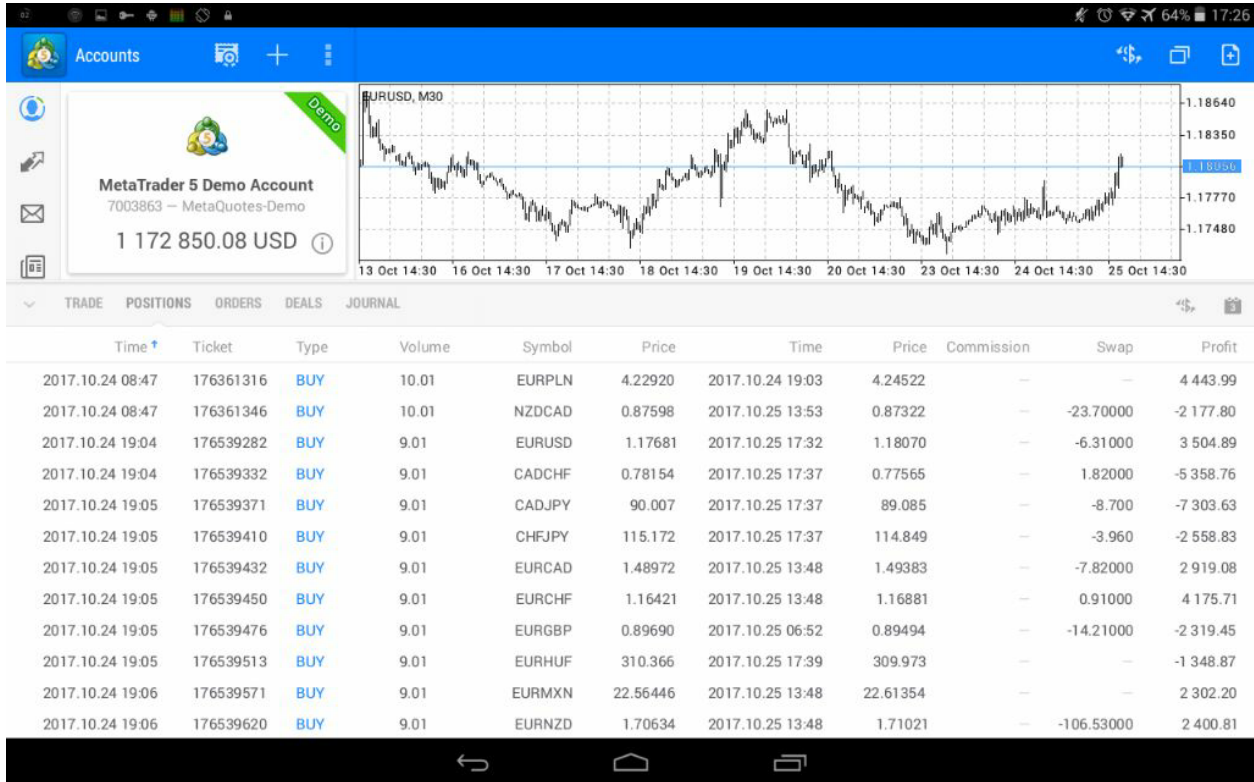 64% 17:26
Accounts
Demo
MetaTrader 5 Demo Account
7003863 — MetaQuotes-Demo
1 172 850.08 USD
EURUSD, M30
1.18640
1.18350
1.18056
1.17770
1.17480
13 Oct 14:30 16 Oct 14:30 17 Oct 14:30 18 Oct 14:30 19 Oct 14:30 20 Oct 14:30 23 Oct 14:30 24 Oct 14:30 25 Oct 14:30
TRADE POSITIONS ORDERS DEALS JOURNAL
Time Ticket Type Volume Symbol Price Time Price Commission Swap Profit
2017.10.24 08:47 176361316 BUY 10.01 EURPLN 4.22920 2017.10.24 19:03 4.24522 — — 4 443.99
2017.10.24 08:47 176361346 BUY 10.01 NZDCAD 0.87598 2017.10.25 13:53 0.87322 — -23.70000 -2 177.80
2017.10.24 19:04 176539282 BUY 9.01 EURUSD 1.17681 2017.10.25 17:32 1.18070 — -6.31000 3 504.89
2017.10.24 19:04 176539332 BUY 9.01 CADCHF 0.78154 2017.10.25 17:37 0.77565 — 1.82000 -5 358.76
2017.10.24 19:05 176539371 BUY 9.01 CADJPY 90.007 2017.10.25 17:37 89.085 — -8.700 -7 303.63
2017.10.24 19:05 176539410 BUY 9.01 CHFJPY 115.172 2017.10.25 17:37 114.849 — -3.960 -2 558.83
2017.10.24 19:05 176539432 BUY 9.01 EURCAD 1.48972 2017.10.25 13:48 1.49383 — -7.82000 2 919.08
2017.10.24 19:05 176539450 BUY 9.01 EURCHF 1.16421 2017.10.25 13:48 1.16881 — 0.91000 4 175.71
2017.10.24 19:05 176539476 BUY 9.01 EURGBP 0.89690 2017.10.25 06:52 0.89494 — -14.21000 -2 319.45
2017.10.24 19:05 176539513 BUY 9.01 EURHUF 310.366 2017.10.25 17:39 309.973 — — -1 348.87
2017.10.24 19:06 176539571 BUY 9.01 EURMXN 22.56446 2017.10.25 13:48 22.61354 — — 2 302.20
2017.10.24 19:06 176539620 BUY 9.01 EURNZD 1.70634 2017.10.25 13:48 1.71021 — -106.53000 2 400.81